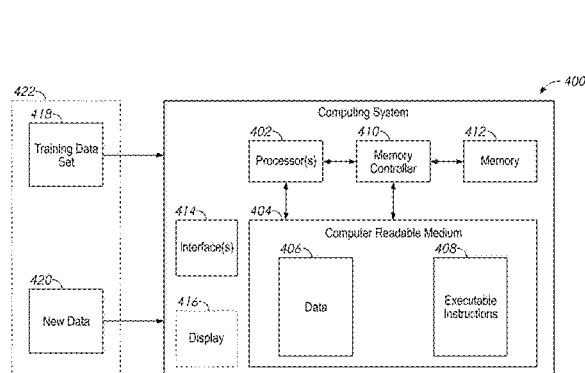 400
422
418
Training Data
Set
420
New Data
Computing System
402
Processor(s)
410
Memory
Controller
412
Memory
414
Interface(s)
416
Display
404
Computer Readable Medium
406
Data
408
Executable
Instructions